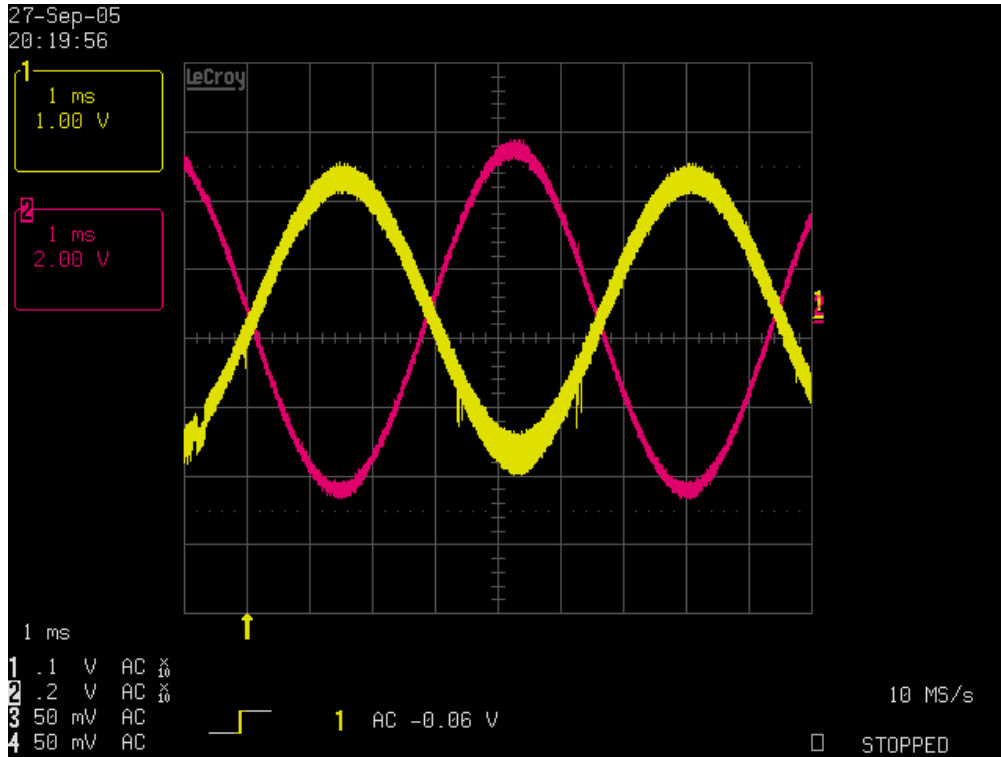 27-Sep-05
20:19:56
1
1 ms
1.00 V
LeCroy
2
1 ms
2.00 V
1
2
1 ms
1 .1 V AC X10
2 .2 V AC X10
3 50 mV AC
4 50 mV AC
1 AC -0.06 V
10 MS/s
STOPPED